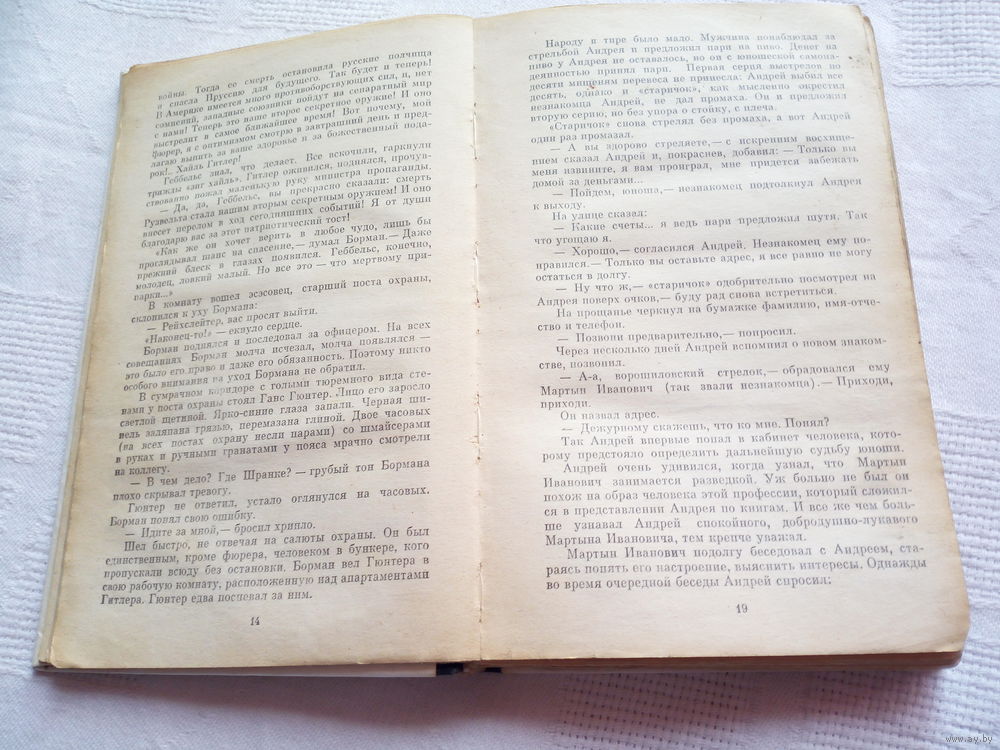 войны. Тогда ее смерть остановила русские полчища
и спасла Пруссию для будущего. Так будет и теперь!
В Америке имеется много противоборствующих сил, и, нет
сомнений, западные союзники пойдут на сепаратный мир
с вами! Теперь это наше второе секретное оружие! И оно
выстрелит в самое ближайшее время! Вот почему, мой
фюрер, я с оптимизмом смотрю в завтрашний день и пред-
лагаю выпить за ваше здоровье и за божественный пода-
рок!.. Хайль Гитлер!
Геббельс знал, что делает. Все вскочили, гаркнули
трижды «зиг хайль». Гитлер оживился, поднялся, прочув-
ствованно пожал маленькую руку министра пропаганды.
— Да, да, Геббельс, вы прекрасно сказали: смерть
Рузвельта стала вашим вторым секретным оружием! И оно
внесет перелом в ход сегодняшних событий! Я от души
благодарю вас за этот патриотический тост!
«Как же он хочет верить в любое чудо, лишь бы
проглядывал шанс на спасение,— думал Борман.— Даже
прежний блеск в глазах появился. Геббельс, конечно,
молодец, ловкий малый. Но все это — что мертвому при-
парки...»
В комнату вошел эсэсовец, старший поста охраны,
склонился к уху Бормана:
— Рейхслейтер, вас просят выйти.
«Наконец-то!» — екнуло сердце.
Борман поднялся и последовал за офицером. На всех
совещаниях Борман молча исчезал, молча появлялся —
это было его право и даже его обязанность. Поэтому никто
особого внимания на уход Бормана не обратил.
В сумрачном коридоре с голыми тюремного вида сте-
нами у поста охраны стоял Ганс Гюнтер. Лицо его заросло
светлой щетиной. Ярко-синие глаза запали. Черная ши-
нель заляпана грязью, перемазана глиной. Двое часовых
(на всех постах охрану несли парами) со шмайсерами
в руках и ручными гранатами у пояса мрачно смотрели
на коллегу.
— В чем дело? Где Шранке? — грубый тон Бормана
плохо скрывал тревогу.
Гюнтер не ответил, устало оглянулся на часовых.
Борман понял свою ошибку.
— Идите за мной,— бросил хрипло.
Шел быстро, не отвечая на салюты охраны. Он был
единственным, кроме фюрера, человеком в бункере, кого
пропускали всюду без остановки. Борман вел Гюнтера в
свою рабочую комнату, расположенную над апартаментами
Гитлера. Гюнтер едва поспевал за ним.
14
Народу в тире было мало. Мужчина понаблюдал за
стрельбой Андрея и предложил пари на пиво. Денег на
пиво у Андрея не оставалось, но он с юношеской самона-
деянностью принял пари. Первая серия выстрелов по
десяти мишеням перевеса не принесла: Андрей выбил все
десять, однако и «старичок», как мысленно окрестил
незнакомца Андрей, не дал промаха. Он и предложил
вторую серию, но без упора о стойку, с плеча.
«Старичок» снова стрелял без промаха, а вот Андрей
один раз промазал.
— А вы здорово стреляете,— с искренним восхище-
нием сказал Андрей и, покраснев, добавил: — Только вы
меня извините, я вам проиграл, мне придется забежать
домой за деньгами...
— Пойдем, юноша,— незнакомец подтолкнул Андрея
к выходу.
На улице сказал:
— Какие счеты... я ведь пари предложил шутя. Так
что угощаю я.
— Хорошо,— согласился Андрей. Незнакомец ему по-
нравился.— Только вы оставьте адрес, я все равно не могу
остаться в долгу.
— Ну что ж,— «старичок» одобрительно посмотрел на
Андрея поверх очков,— буду рад снова встретиться.
На прощанье черкнул на бумажке фамилию, имя-отче-
ство и телефон.
— Позвони предварительно,— попросил.
Через несколько дней Андрей вспомнил о новом знаком-
стве, позвонил.
— А-а, ворошиловский стрелок,— обрадовался ему
Мартын Иванович (так звали незнакомца).— Приходи,
приходи.
Он назвал адрес.
— Дежурному скажешь, что ко мне. Понял?
Так Андрей впервые попал в кабинет человека, кото-
рому предстояло определить дальнейшую судьбу юноши.
Андрей очень удивился, когда узнал, что Мартын
Иванович занимается разведкой. Уж больно не был он
похож на образ человека этой профессии, который сложил-
ся в представлении Андрея по книгам. И все же чем боль-
ше узнавал Андрей спокойного, добродушно-лукавого
Мартына Ивановича, тем крепче уважал.
Мартын Иванович подолгу беседовал с Андреем, ста-
раясь понять его настроение, выяснить интересы. Однажды
во время очередной беседы Андрей спросил:
19
www.ay.by